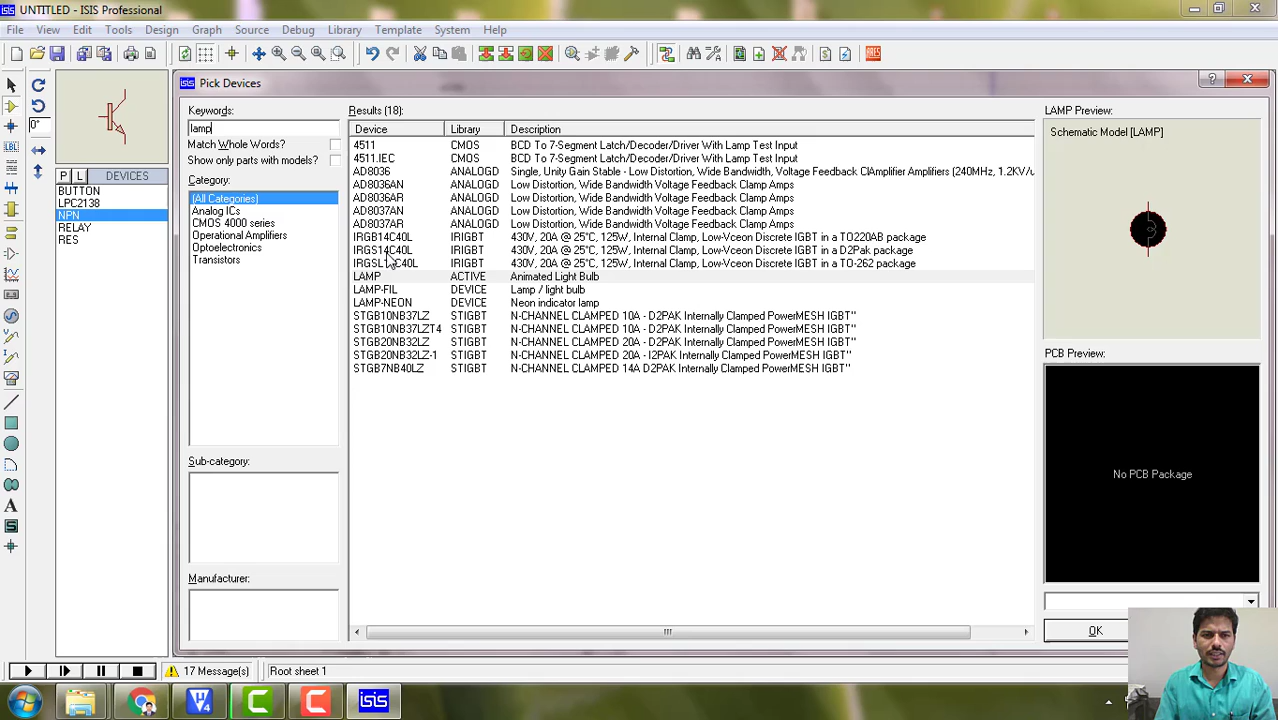 UNTITLED - ISIS Professional
File View Edit Tools Design Graph Source Debug Library Template System Help
Pick Devices
Keywords:
lamp
Match Whole Words?
Show only parts with models?
Category:
(All Categories)
Analog ICs
CMOS 4000 series
Operational Amplifiers
Optoelectronics
Transistors
Sub-category:
Manufacturer:
0°
P L DEVICES
BUTTON
LPC2138
NPN
RELAY
RES
Results (18):
Device Library Description
4511 CMOS BCD To 7-Segment Latch/Decoder/Driver With Lamp Test Input
4511.IEC CMOS BCD To 7-Segment Latch/Decoder/Driver With Lamp Test Input
AD8036 ANALOGD Single, Unity Gain Stable - Low Distortion, Wide Bandwidth, Voltage Feedback ClAmplifier Amplifiers (240MHz, 1.2KV/u
AD8036AN ANALOGD Low Distortion, Wide Bandwidth Voltage Feedback Clamp Amps
AD8036AR ANALOGD Low Distortion, Wide Bandwidth Voltage Feedback Clamp Amps
AD8037AN ANALOGD Low Distortion, Wide Bandwidth Voltage Feedback Clamp Amps
AD8037AR ANALOGD Low Distortion, Wide Bandwidth Voltage Feedback Clamp Amps
IRGB14C40L IRIGBT 430V, 20A @ 25°C, 125W, Internal Clamp, Low-Vceon Discrete IGBT in a TO220AB package
IRGS14C40L IRIGBT 430V, 20A @ 25°C, 125W, Internal Clamp, Low-Vceon Discrete IGBT in a D2Pak package
IRGSL14C40L IRIGBT 430V, 20A @ 25°C, 125W, Internal Clamp, Low-Vceon Discrete IGBT in a TO-262 package
LAMP ACTIVE Animated Light Bulb
LAMP-FIL DEVICE Lamp / light bulb
LAMP-NEON DEVICE Neon indicator lamp
STGB10NB37LZ STIGBT N-CHANNEL CLAMPED 10A - D2PAK Internally Clamped PowerMESH IGBT"
STGB10NB37LZT4 STIGBT N-CHANNEL CLAMPED 10A - D2PAK Internally Clamped PowerMESH IGBT"
STGB20NB32LZ STIGBT N-CHANNEL CLAMPED 20A - D2PAK Internally Clamped PowerMESH IGBT"
STGB20NB32LZ-1 STIGBT N-CHANNEL CLAMPED 20A - I2PAK Internally Clamped PowerMESH IGBT"
STGB7NB40LZ STIGBT N-CHANNEL CLAMPED 14A D2PAK Internally Clamped PowerMESH IGBT"
LAMP Preview:
Schematic Model [LAMP]
PCB Preview:
No PCB Package
OK
17 Message(s) Root sheet 1